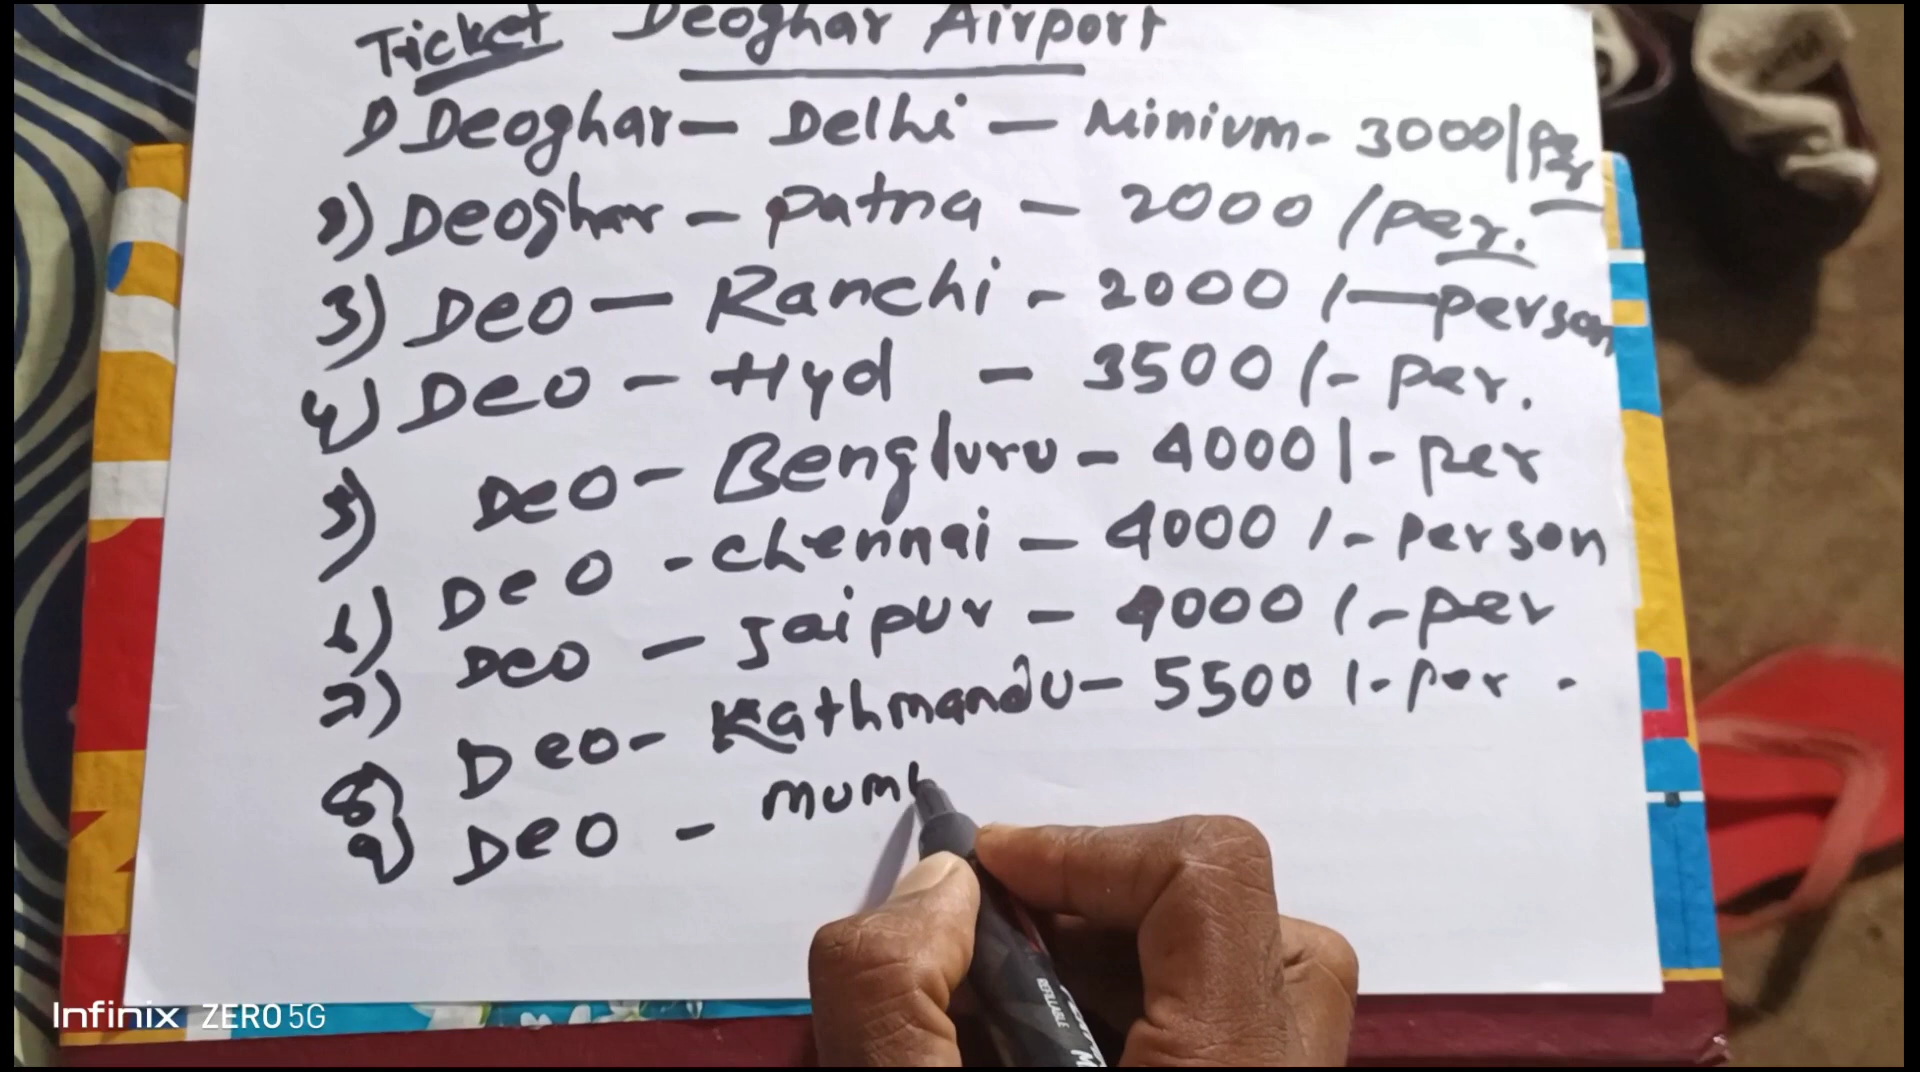 Ticket Deoghar Airport
1) Deoghar - Delhi - Minium - 3000/per
2) Deoghar - patna - 2000 /per.
3) Deo - Ranchi - 2000 /- person
4) Deo - Hyd - 3500 /- per.
5) Deo - Bengluru - 4000 /- per
6) Deo - chennai - 4000 /- person
7) Deo - Jaipur - 4000 /- per
8) Deo - Kathmandu - 5500 /- per.
9) Deo - mumb
REFILLABLE
Infinix ZERO 5G